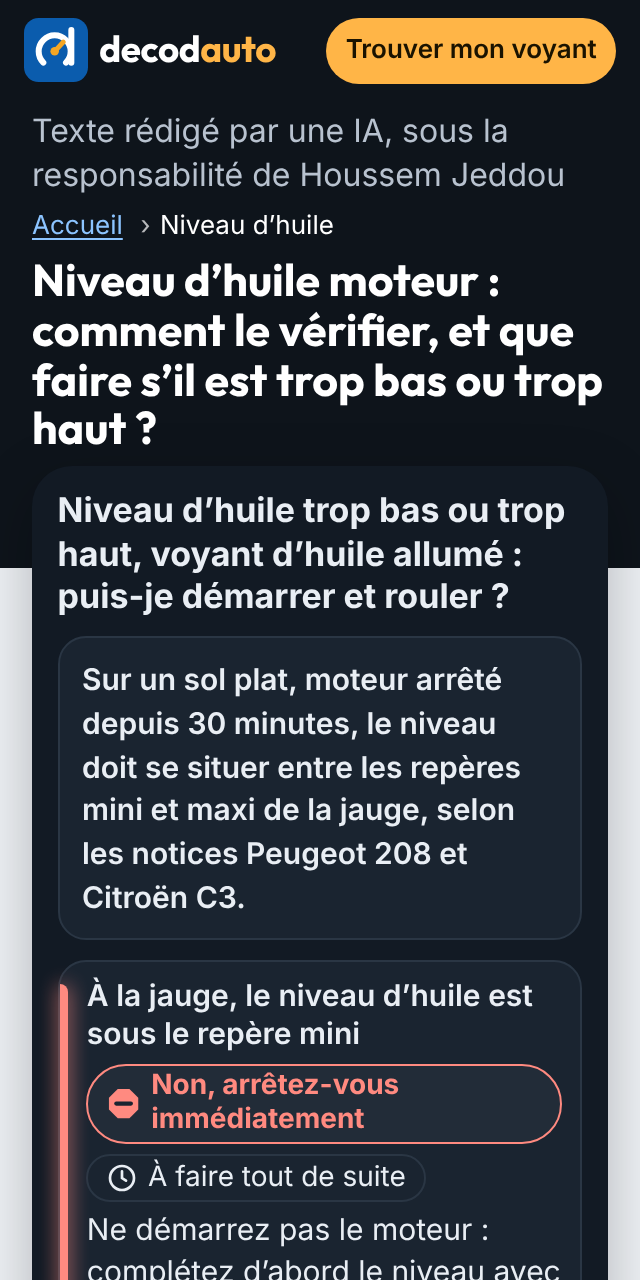 decodauto
Trouver mon voyant
Texte rédigé par une IA, sous la
responsabilité de Houssem Jeddou
Accueil › Niveau d’huile
Niveau d’huile moteur :
comment le vérifier, et que
faire s’il est trop bas ou trop
haut ?
Niveau d’huile trop bas ou trop
haut, voyant d’huile allumé :
puis-je démarrer et rouler ?
Sur un sol plat, moteur arrêté
depuis 30 minutes, le niveau
doit se situer entre les repères
mini et maxi de la jauge, selon
les notices Peugeot 208 et
Citroën C3.
À la jauge, le niveau d’huile est
sous le repère mini
Non, arrêtez-vous
immédiatement
À faire tout de suite
Ne démarrez pas le moteur :
complétez d’abord le niveau avec